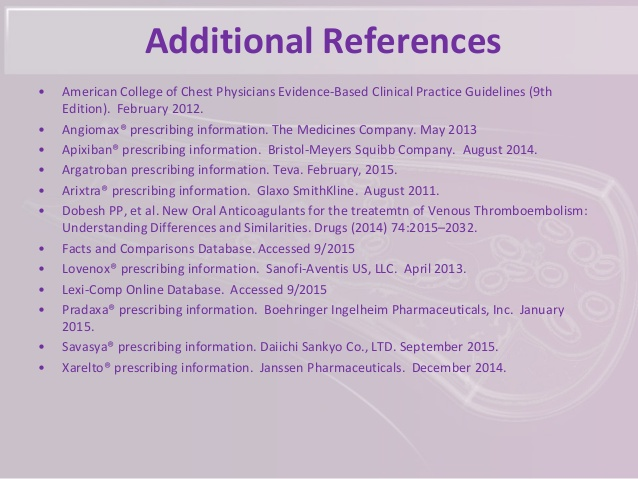 Additional References
• American College of Chest Physicians Evidence-Based Clinical Practice Guidelines (9th
Edition). February 2012.
• Angiomax® prescribing information. The Medicines Company. May 2013
• Apixiban® prescribing information. Bristol-Meyers Squibb Company. August 2014.
• Argatroban prescribing information. Teva. February, 2015.
• Arixtra® prescribing information. Glaxo SmithKline. August 2011.
• Dobesh PP, et al. New Oral Anticoagulants for the treatemtn of Venous Thromboembolism:
Understanding Differences and Similarities. Drugs (2014) 74:2015–2032.
• Facts and Comparisons Database. Accessed 9/2015
• Lovenox® prescribing information. Sanofi-Aventis US, LLC. April 2013.
• Lexi-Comp Online Database. Accessed 9/2015
• Pradaxa® prescribing information. Boehringer Ingelheim Pharmaceuticals, Inc. January
2015.
• Savasya® prescribing information. Daiichi Sankyo Co., LTD. September 2015.
• Xarelto® prescribing information. Janssen Pharmaceuticals. December 2014.